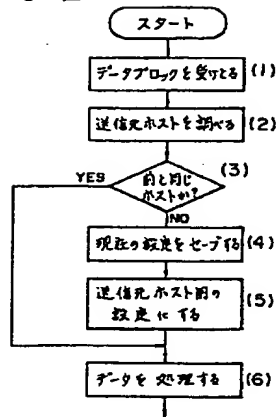 スタート
データブロックを受けとる (1)
送信元ホストを調べる (2)
(3)
YES
前と同じ
ホストか?
NO
現在の設定をセーブする (4)
送信元ホスト用の
設定にする
(5)
データを処理する (6)